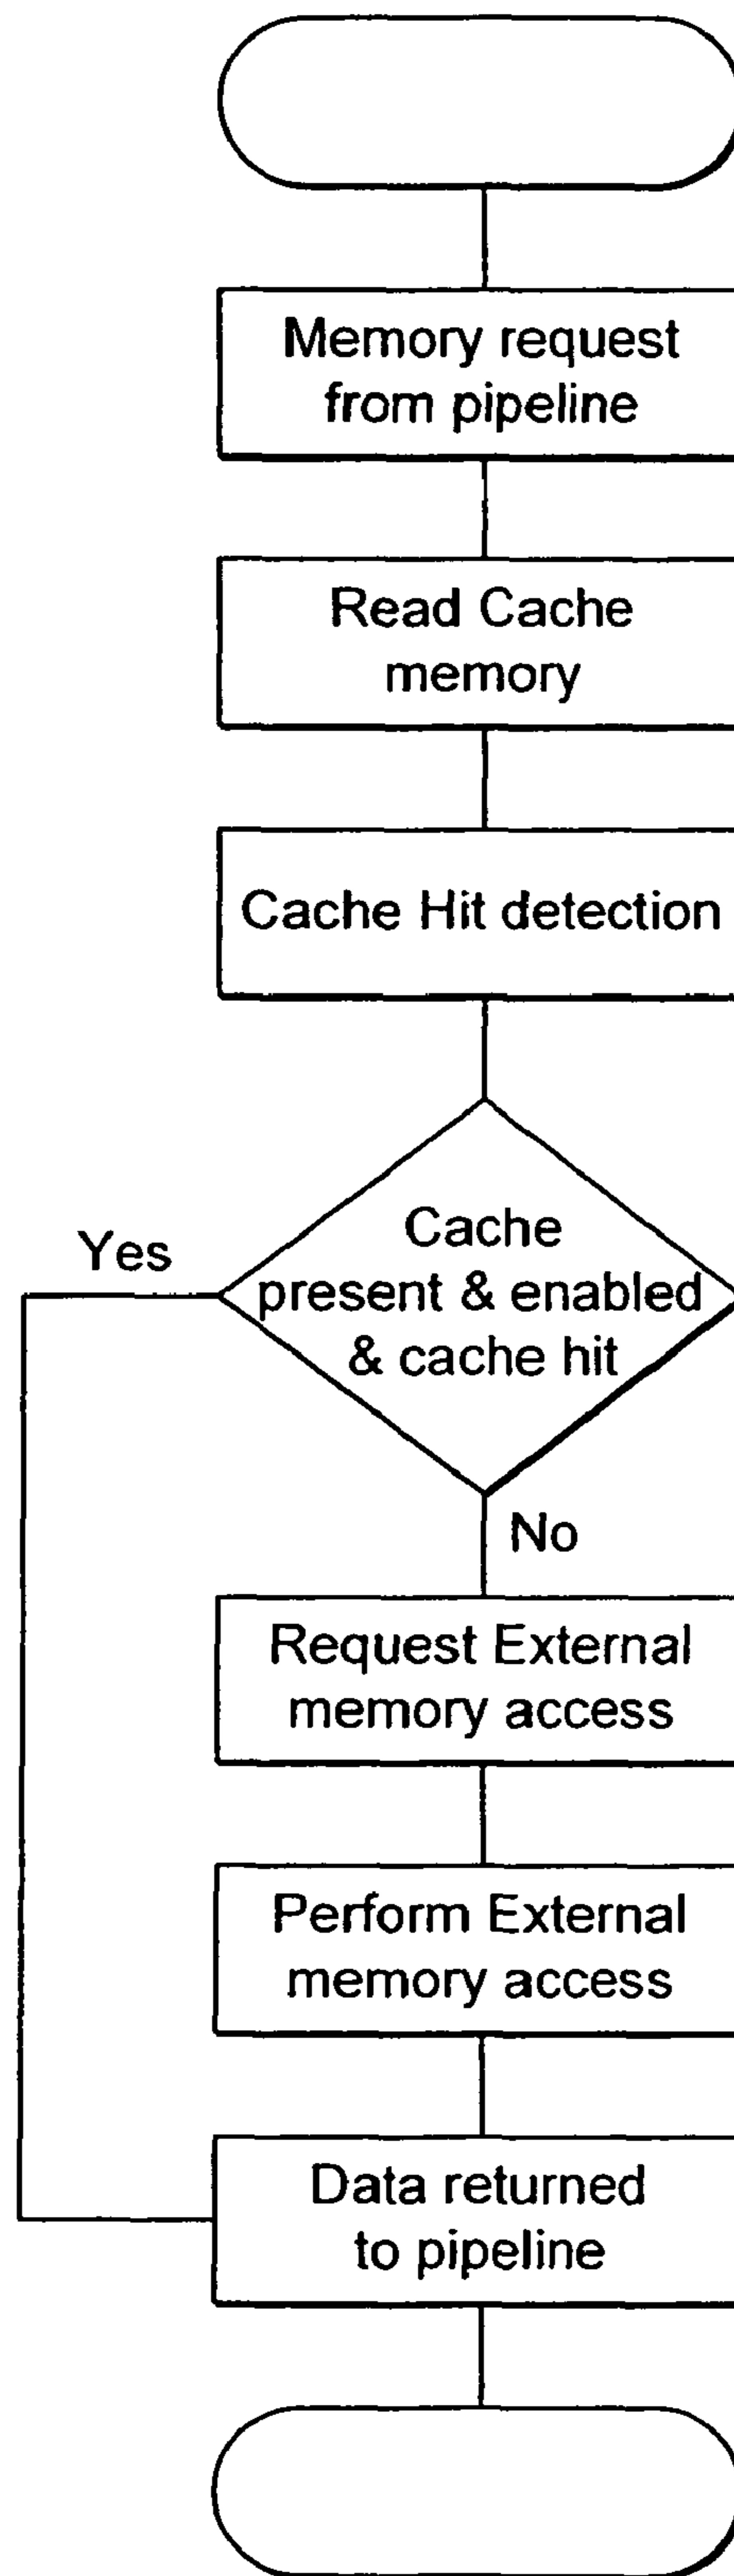 Memory request
from pipeline
Read Cache
memory
Cache Hit detection
Cache
present & enabled
& cache hit
Yes
No
Request External
memory access
Perform External
memory access
Data returned
to pipeline